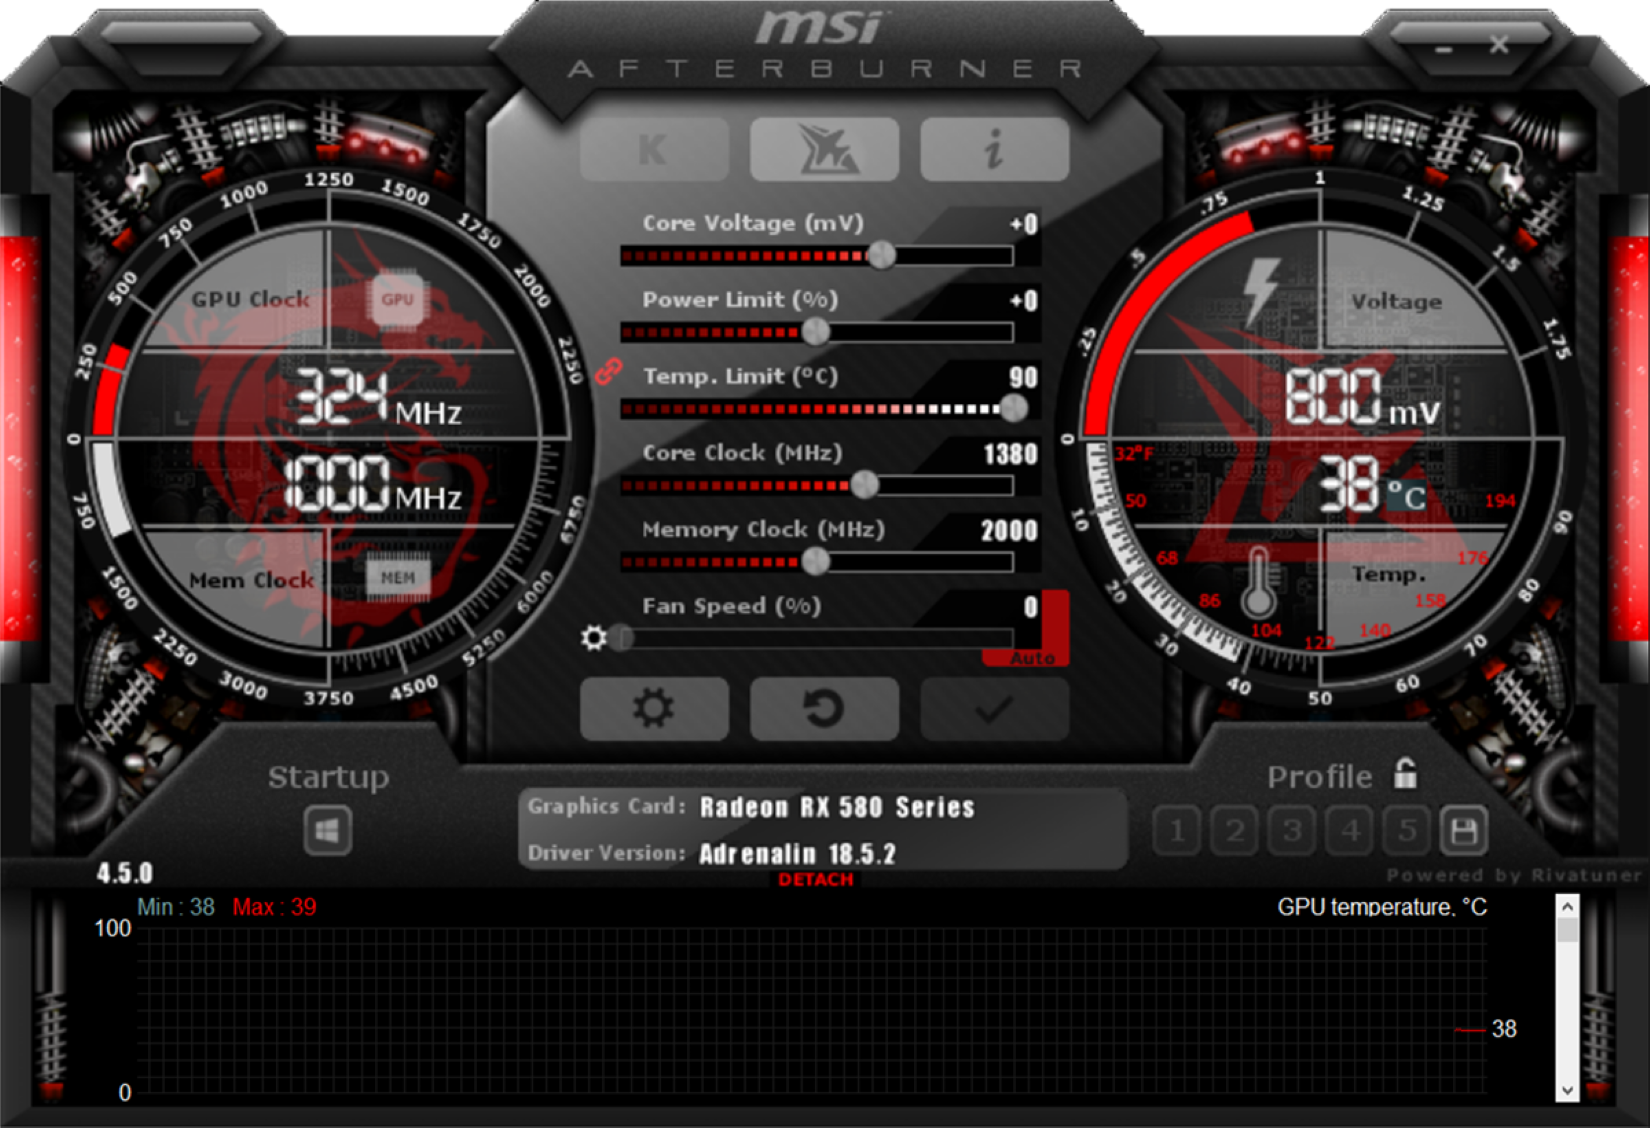 msi
AFTERBURNER
K
i
Core Voltage (mV) +0
Power Limit (%) +0
Temp. Limit (°C) 90
Core Clock (MHz) 1380
Memory Clock (MHz) 2000
Fan Speed (%) 0
Auto
0 250 500 750 1000 1250 1500 1750 2000 2250
GPU Clock
GPU
324 MHz
1000 MHz
Mem Clock
MEM
750 1500 2250 3000 3750 4500 5250 6000 6750
0 .25 .5 .75 1 1.25 1.5 1.75
Voltage
800 mV
38 °C
Temp.
32°F 50 68 86 104 122 140 158 176 194
10 20 30 40 50 60 70 80 90
Startup
Graphics Card: Radeon RX 580 Series
Driver Version: Adrenalin 18.5.2
DETACH
Profile
1 2 3 4 5
4.5.0
Powered by Rivatuner
Min : 38 Max : 39
GPU temperature, °C
100
38
0